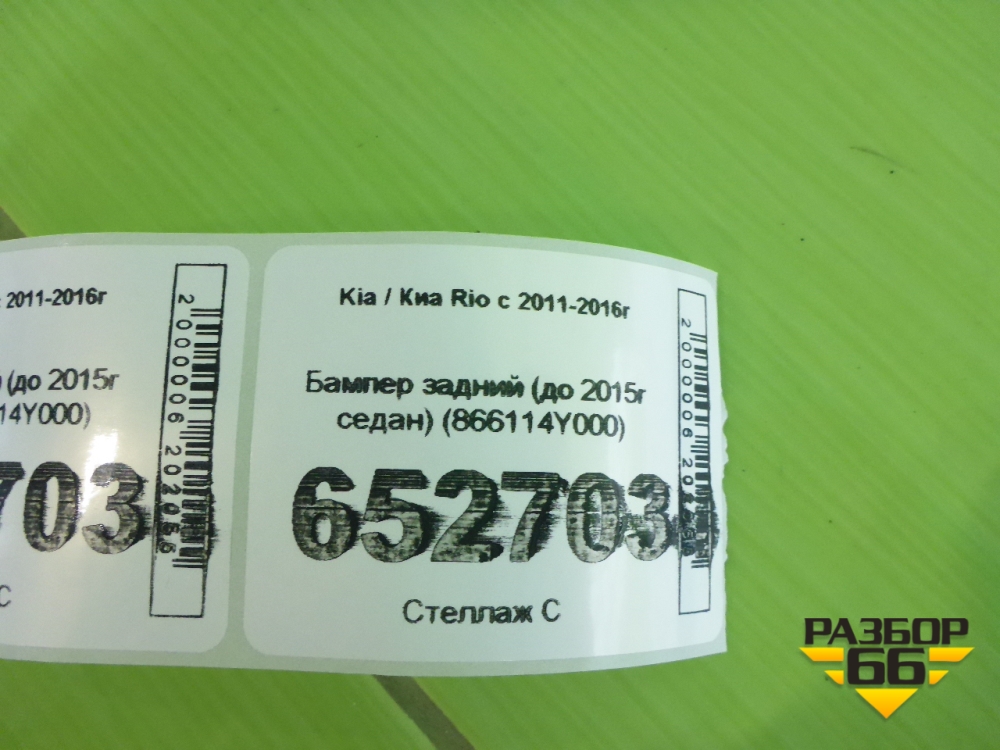 с 2011-2016г
(до 2015г
14Y000)
703
С
2000006202056
Kia / Киа Rio с 2011-2016г
Бампер задний (до 2015г
седан) (866114Y000)
652703
Стеллаж С
РАЗБОР
66